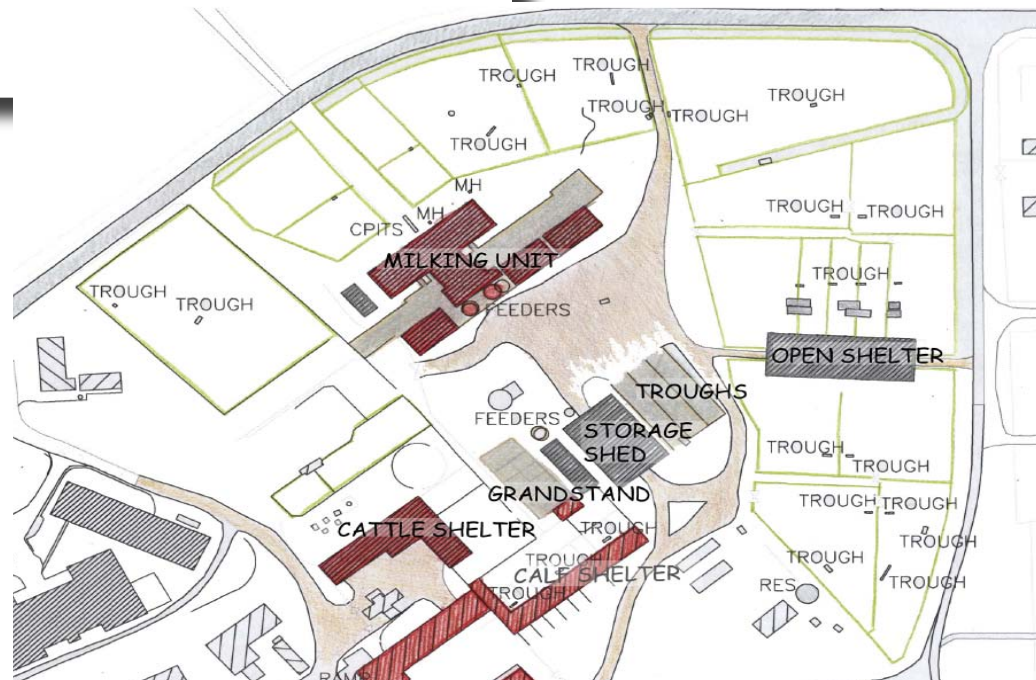 TROUGH
TROUGH
TROUGH
TROUGH
TROUGH
TROUGH
MH
MH
CPITS
TROUGH
TROUGH
MILKING UNIT
TROUGH
TROUGH
TROUGH
FEEDERS
OPEN SHELTER
TROUGHS
FEEDERS
STORAGE
SHED
TROUGH
TROUGH
GRANDSTAND
TROUGH
TROUGH
CATTLE SHELTER
TROUGH
TROUGH
TROUGH
TROUGH
CALF SHELTER
TROUGH
TROUGH
RES
RAMP